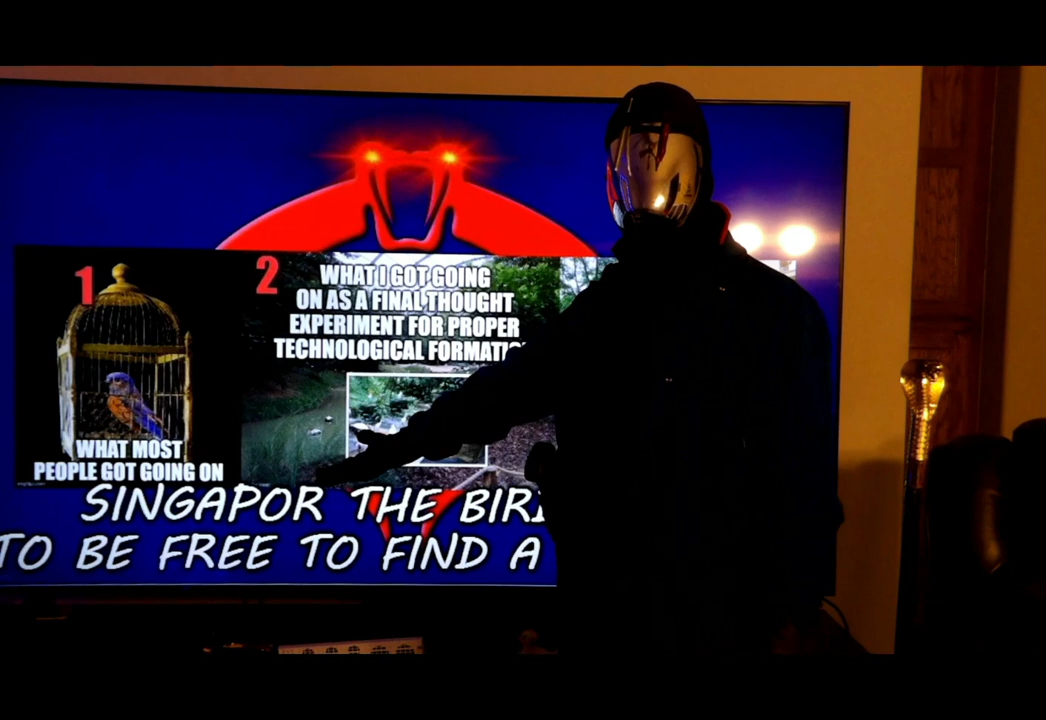 1
WHAT MOST
PEOPLE GOT GOING ON
2
WHAT I GOT GOING
ON AS A FINAL THOUGHT
EXPERIMENT FOR PROPER
TECHNOLOGICAL
SINGAPOR THE
TO BE FREE TO FIND A